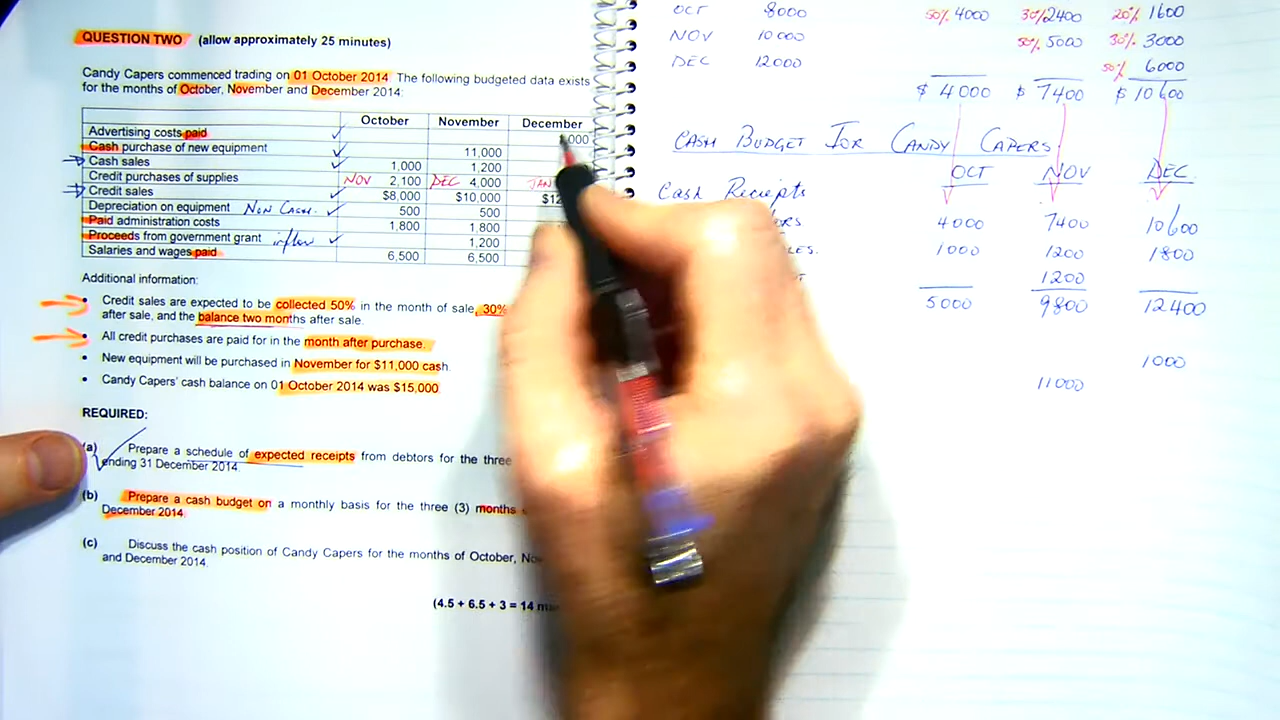 QUESTION TWO (allow approximately 25 minutes)
Candy Capers commenced trading on 01 October 2014 The following budgeted data exists
for the months of October, November and December 2014:
October November December
Advertising costs paid ,000
Cash purchase of new equipment 11,000
Cash sales 1,000 1,200
Credit purchases of supplies NOV 2,100 DEC 4,000 JAN
Credit sales $8,000 $10,000 $12
Depreciation on equipment NON CASH. 500 500
Paid administration costs 1,800 1,800
Proceeds from government grant inflow 1,200
Salaries and wages paid 6,500 6,500
Additional information:
• Credit sales are expected to be collected 50% in the month of sale, 30%
after sale, and the balance two months after sale.
• All credit purchases are paid for in the month after purchase.
• New equipment will be purchased in November for $11,000 cash.
• Candy Capers' cash balance on 01 October 2014 was $15,000
REQUIRED:
(a) Prepare a schedule of expected receipts from debtors for the three
ending 31 December 2014.
(b) Prepare a cash budget on a monthly basis for the three (3) months
December 2014.
(c) Discuss the cash position of Candy Capers for the months of October,
and December 2014.
(4.5 + 6.5 + 3 = 14
OCT 8000 50% 4000 30% 2400 20% 1600
NOV 10000 50% 5000 30% 3000
DEC 12000 50% 6000
$ 4000 $ 7400 $ 10600
CASH BUDGET FOR CANDY CAPERS
OCT NOV DEC
Cash Reciepts
4000 7400 10600
1000 1200 1800
1200
5000 9800 12400
1000
11000